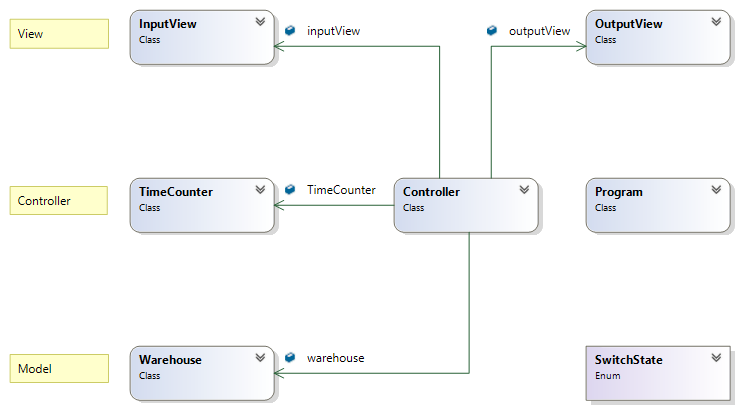 View
InputView
Class
inputView
outputView
OutputView
Class
Controller
TimeCounter
Class
TimeCounter
Controller
Class
Program
Class
Model
Warehouse
Class
warehouse
SwitchState
Enum